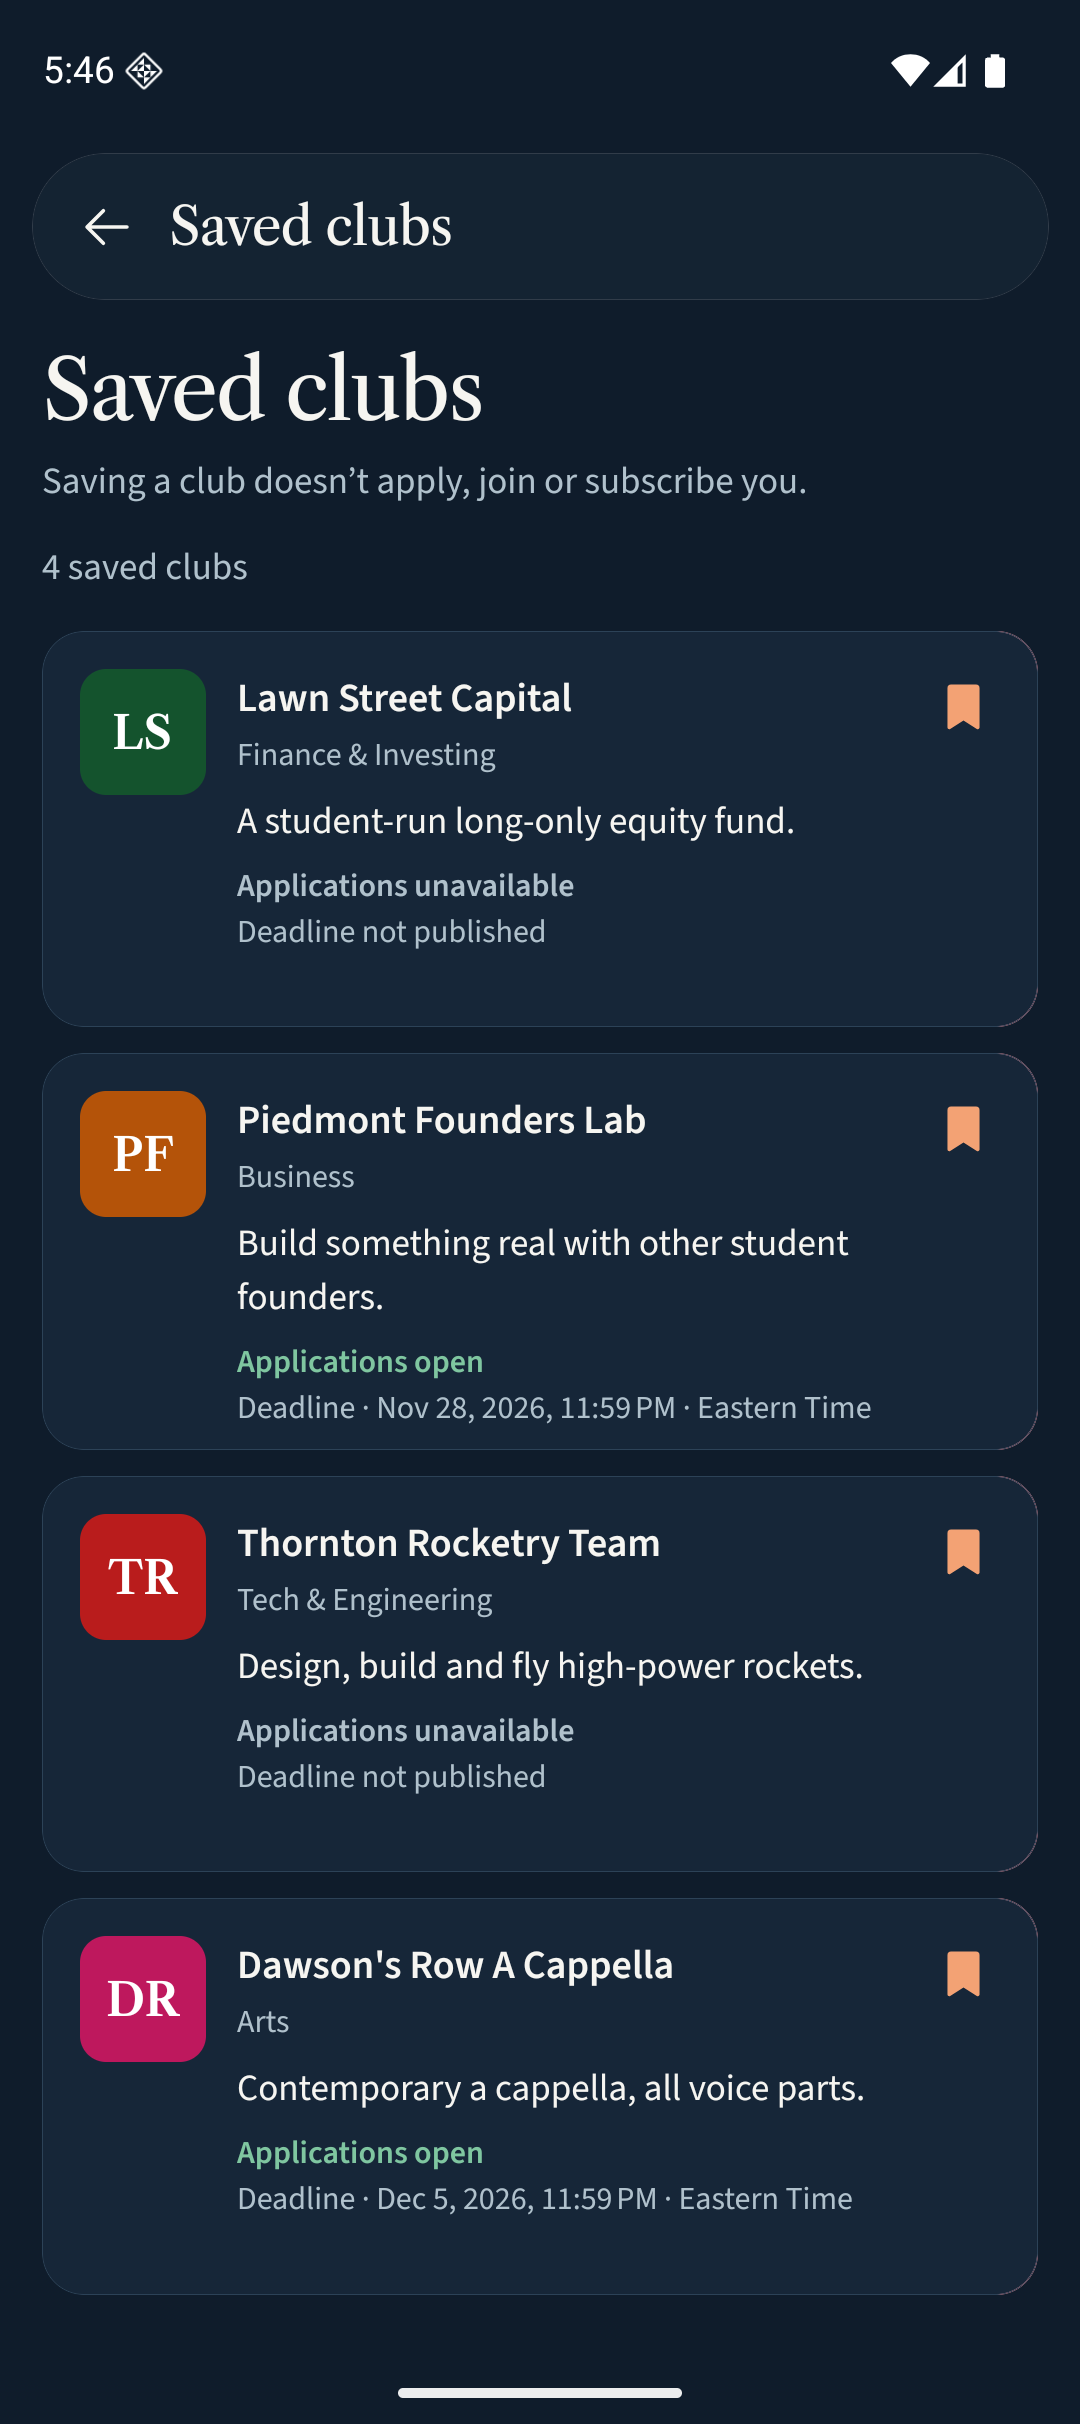 5:46
Saved clubs
Saved clubs
Saving a club doesn’t apply, join or subscribe you.
4 saved clubs
LS
Lawn Street Capital
Finance & Investing
A student-run long-only equity fund.
Applications unavailable
Deadline not published
PF
Piedmont Founders Lab
Business
Build something real with other student
founders.
Applications open
Deadline · Nov 28, 2026, 11:59 PM · Eastern Time
TR
Thornton Rocketry Team
Tech & Engineering
Design, build and fly high-power rockets.
Applications unavailable
Deadline not published
DR
Dawson's Row A Cappella
Arts
Contemporary a cappella, all voice parts.
Applications open
Deadline · Dec 5, 2026, 11:59 PM · Eastern Time